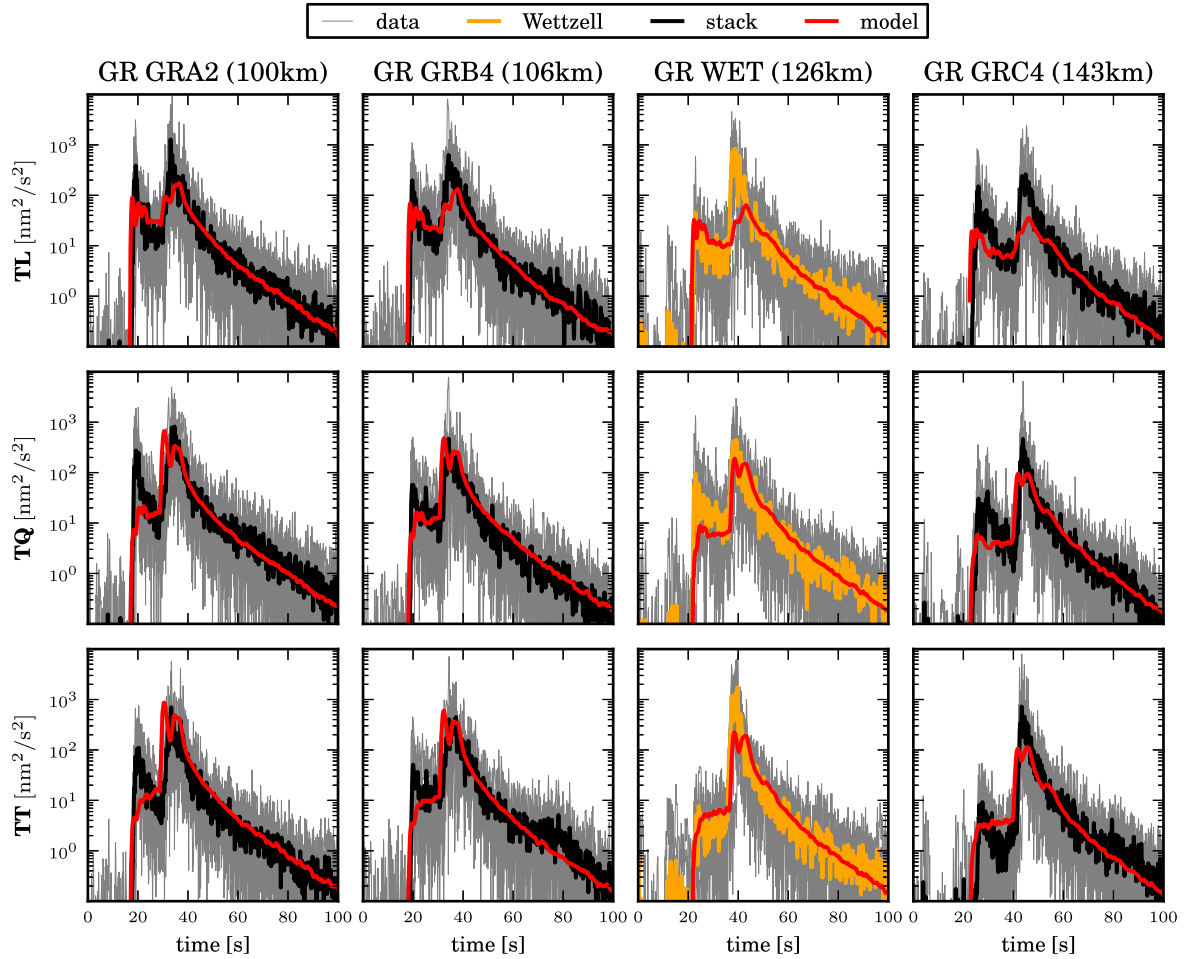 data Wettzell stack model
GR GRA2 (100km) GR GRB4 (106km) GR WET (126km) GR GRC4 (143km)
10³
10²
10¹
10⁰
TL [nm²/s²]
10³
10²
10¹
10⁰
TQ [nm²/s²]
10³
10²
10¹
10⁰
TT [nm²/s²]
0 20 40 60 80 100 0 20 40 60 80 100 0 20 40 60 80 100 0 20 40 60 80 100
time [s] time [s] time [s] time [s]